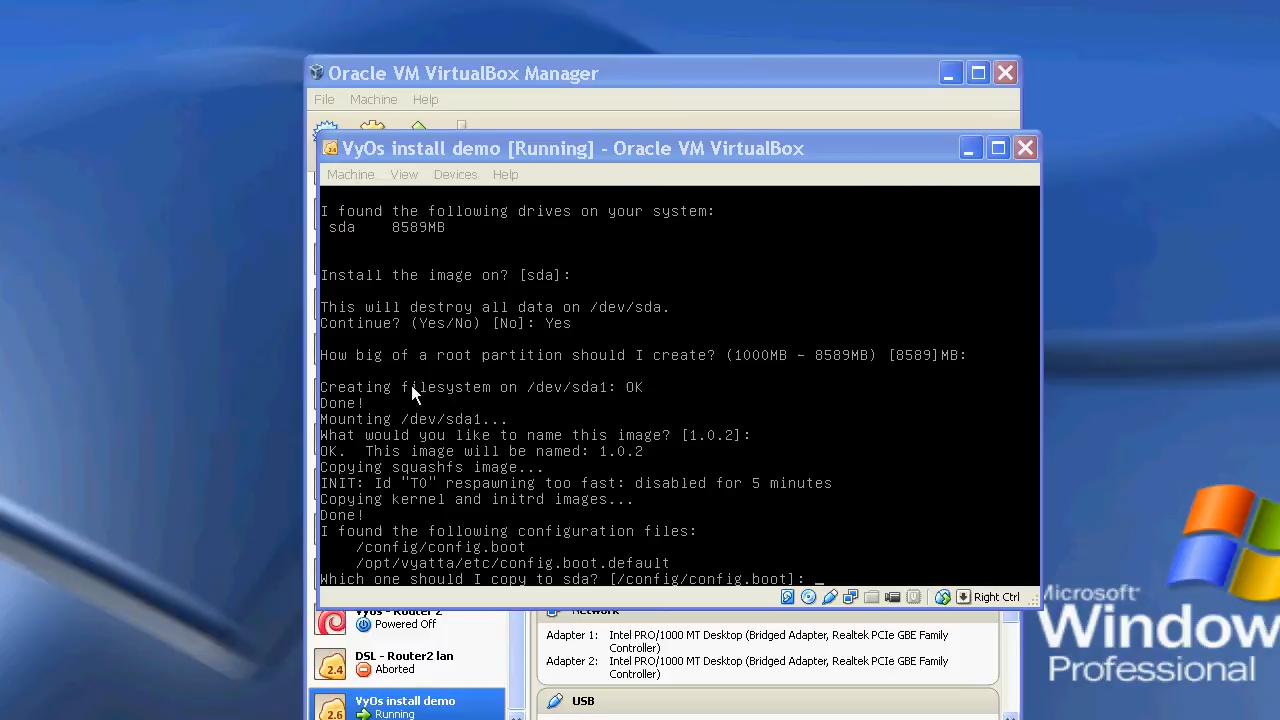 Oracle VM VirtualBox Manager
File Machine Help
VyOs install demo [Running] - Oracle VM VirtualBox
Machine View Devices Help
I found the following drives on your system:
sda 8589MB
Install the image on? [sda]:
This will destroy all data on /dev/sda.
Continue? (Yes/No) [No]: Yes
How big of a root partition should I create? (1000MB - 8589MB) [8589]MB:
Creating filesystem on /dev/sda1: OK
Done!
Mounting /dev/sda1...
What would you like to name this image? [1.0.2]:
OK. This image will be named: 1.0.2
Copying squashfs image...
INIT: Id "T0" respawning too fast: disabled for 5 minutes
Copying kernel and initrd images...
Done!
I found the following configuration files:
/config/config.boot
/opt/vyatta/etc/config.boot.default
Which one should I copy to sda? [/config/config.boot]: _
Right Ctrl
Vyos - Router 2
Powered Off
Network
Adapter 1: Intel PRO/1000 MT Desktop (Bridged Adapter, Realtek PCIe GBE Family
Controller)
Adapter 2: Intel PRO/1000 MT Desktop (Bridged Adapter, Realtek PCIe GBE Family
Controller)
2.4
DSL - Router2 lan
Aborted
USB
2.6
VyOs install demo
Running
Microsoft
Window
Professional